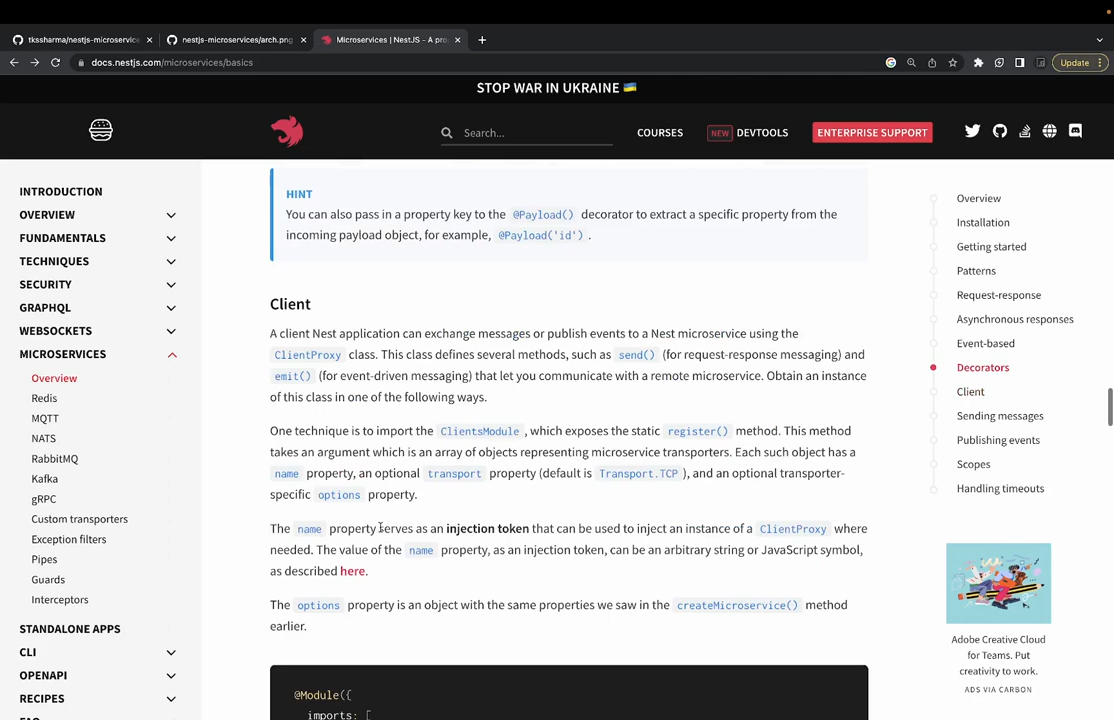 tkssharma/nestjs-microservice
nestjs-microservices/arch.png
Microservices | NestJS - A pro
docs.nestjs.com/microservices/basics
Update
STOP WAR IN UKRAINE 🇺🇦
Search...
COURSES
NEW DEVTOOLS
ENTERPRISE SUPPORT
INTRODUCTION
OVERVIEW
FUNDAMENTALS
TECHNIQUES
SECURITY
GRAPHQL
WEBSOCKETS
MICROSERVICES
Overview
Redis
MQTT
NATS
RabbitMQ
Kafka
gRPC
Custom transporters
Exception filters
Pipes
Guards
Interceptors
STANDALONE APPS
CLI
OPENAPI
RECIPES
HINT
You can also pass in a property key to the @Payload() decorator to extract a specific property from the
incoming payload object, for example, @Payload('id') .
Client
A client Nest application can exchange messages or publish events to a Nest microservice using the
ClientProxy class. This class defines several methods, such as send() (for request-response messaging) and
emit() (for event-driven messaging) that let you communicate with a remote microservice. Obtain an instance
of this class in one of the following ways.
One technique is to import the ClientsModule , which exposes the static register() method. This method
takes an argument which is an array of objects representing microservice transporters. Each such object has a
name property, an optional transport property (default is Transport.TCP ), and an optional transporter-
specific options property.
The name property serves as an injection token that can be used to inject an instance of a ClientProxy where
needed. The value of the name property, as an injection token, can be an arbitrary string or JavaScript symbol,
as described here.
The options property is an object with the same properties we saw in the createMicroservice() method
earlier.
@Module({
imports: [
Overview
Installation
Getting started
Patterns
Request-response
Asynchronous responses
Event-based
Decorators
Client
Sending messages
Publishing events
Scopes
Handling timeouts
Adobe Creative Cloud
for Teams. Put
creativity to work.
ADS VIA CARBON